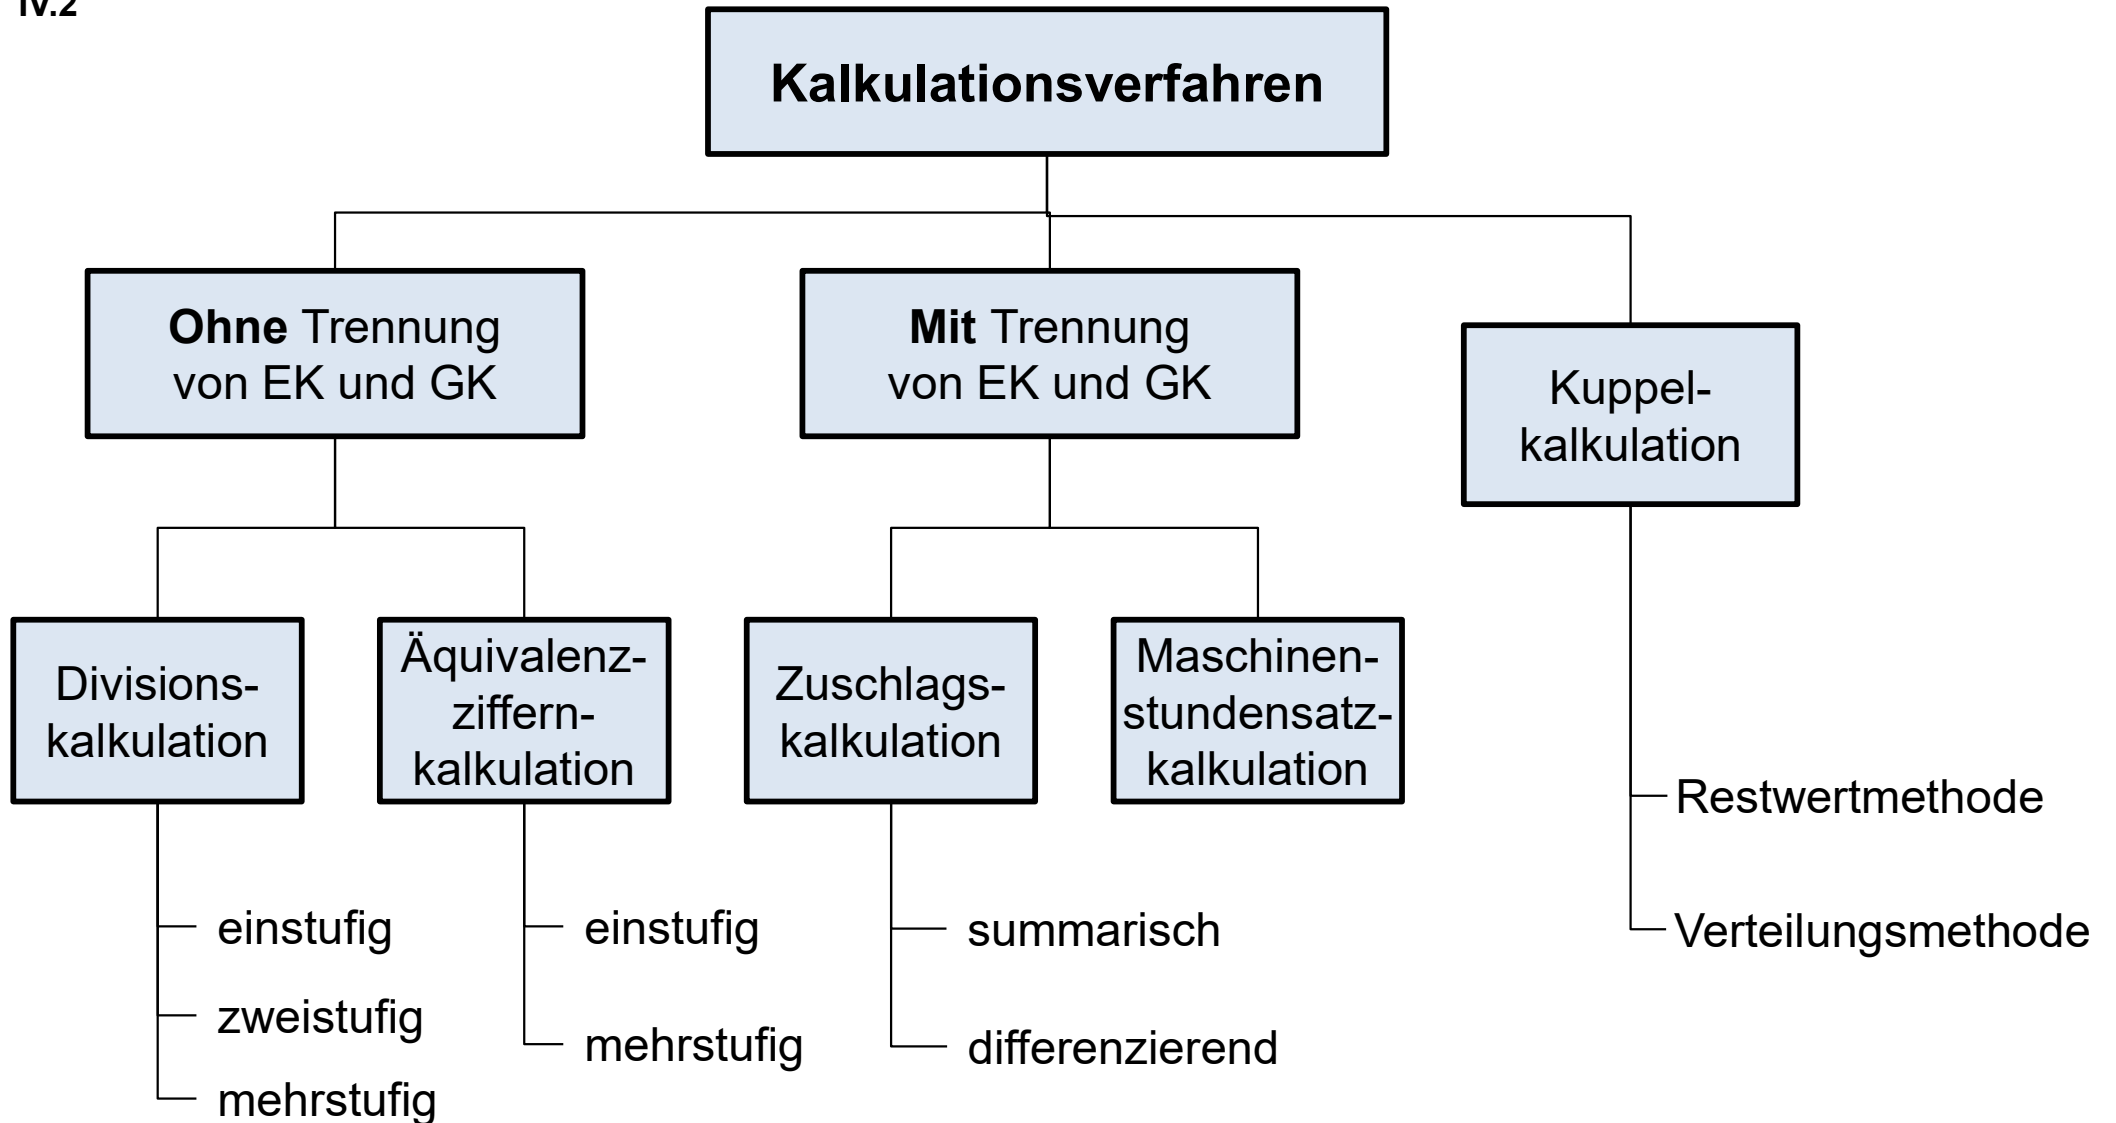 IV.2
Kalkulationsverfahren
Ohne Trennung
von EK und GK
Mit Trennung
von EK und GK
Kuppel-
kalkulation
Divisions-
kalkulation
Äquivalenz-
ziffern-
kalkulation
Zuschlags-
kalkulation
Maschinen-
stundensatz-
kalkulation
einstufig
zweistufig
mehrstufig
einstufig
mehrstufig
summarisch
differenzierend
Restwertmethode
Verteilungsmethode